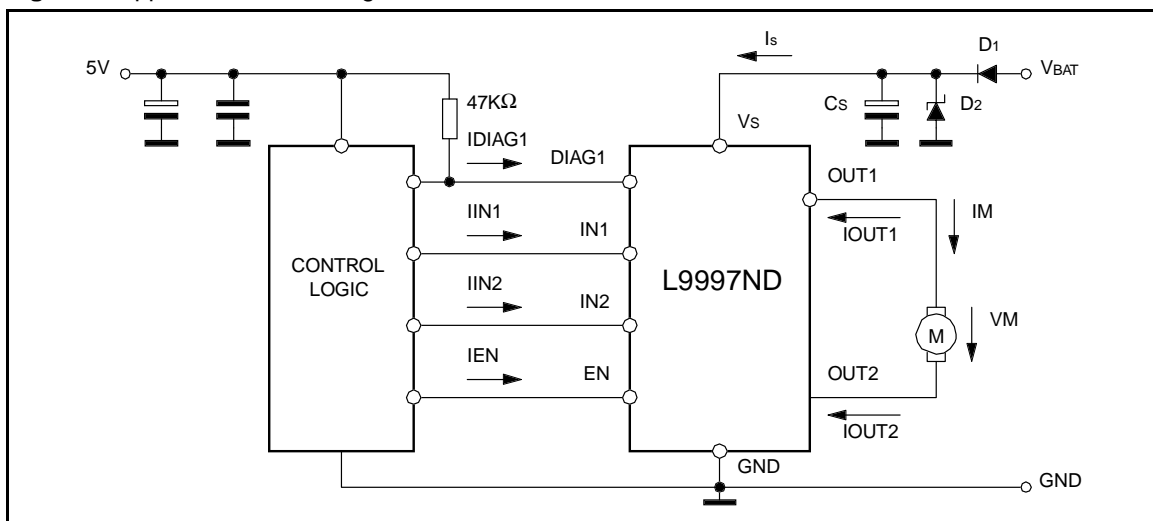 Is
D1
5V
VBAT
47KΩ
CS
D2
VS
IDIAG1
DIAG1
OUT1
IIN1
IN1
IOUT1
IM
CONTROL
LOGIC
IIN2
IN2
L9997ND
VM
M
IEN
EN
OUT2
IOUT2
GND
GND